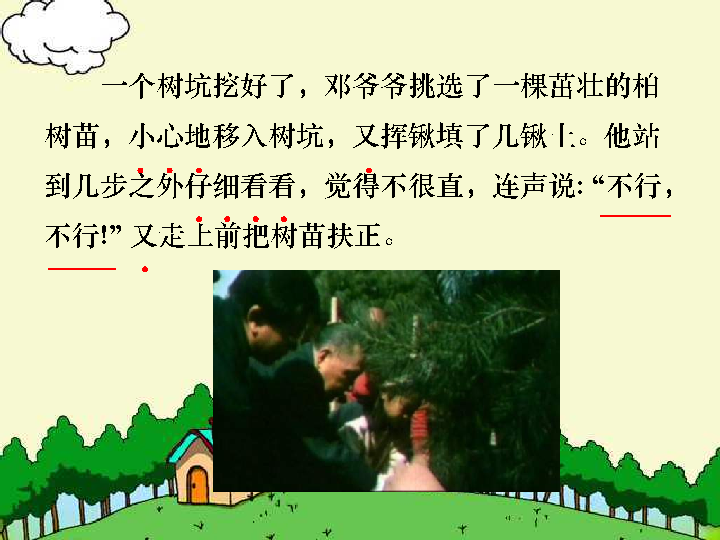 一个树坑挖好了，邓爷爷挑选了一棵茁壮的柏
树苗，小心地移入树坑，又挥锹填了几锹土。他站
到几步之外仔细看看，觉得不很直，连声说：“不行，
不行！”又走上前把树苗扶正。